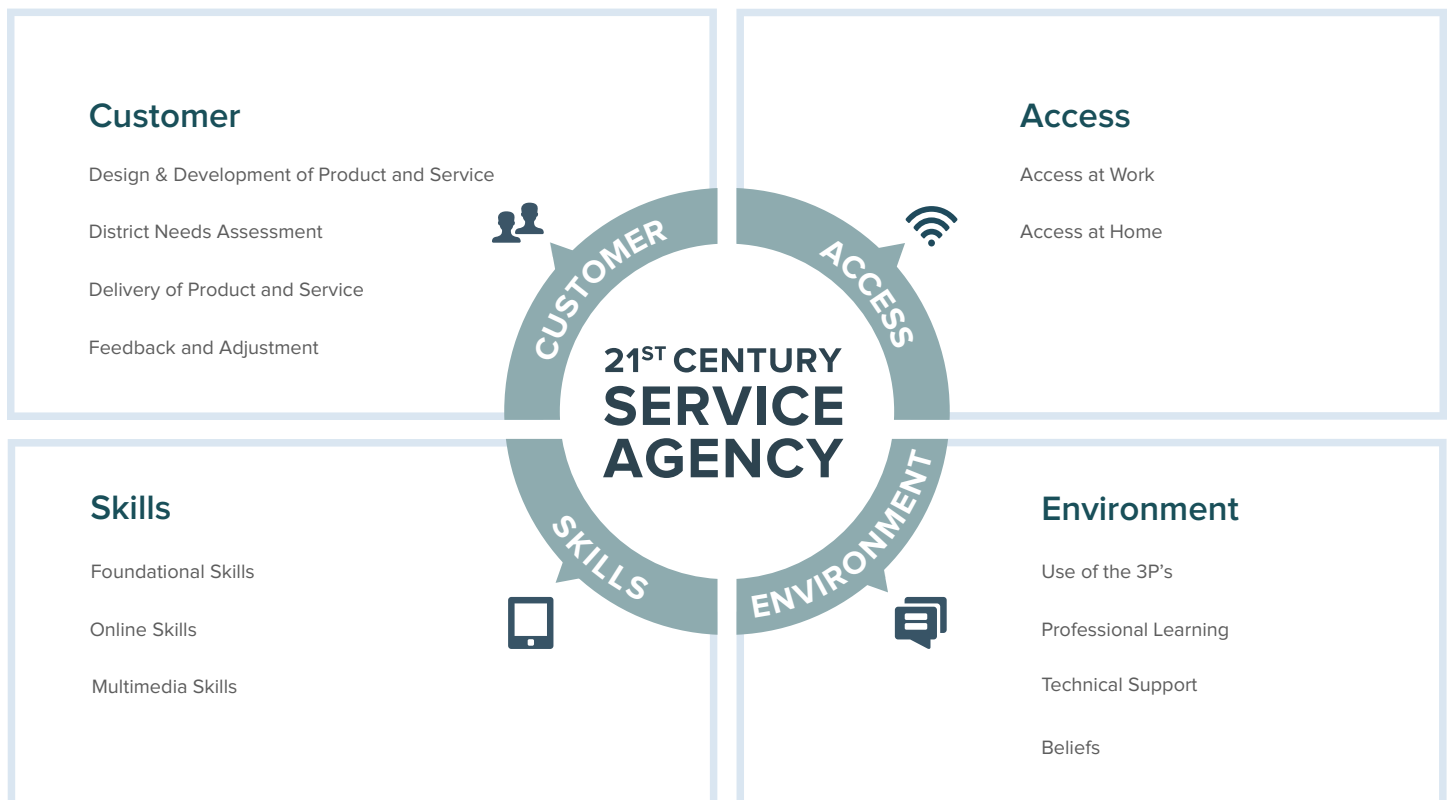 Customer
Design & Development of Product and Service
District Needs Assessment
Delivery of Product and Service
Feedback and Adjustment
Access
Access at Work
Access at Home
CUSTOMER
ACCESS
21ST CENTURY
SERVICE
AGENCY
SKILLS
ENVIRONMENT
Skills
Foundational Skills
Online Skills
Multimedia Skills
Environment
Use of the 3P’s
Professional Learning
Technical Support
Beliefs